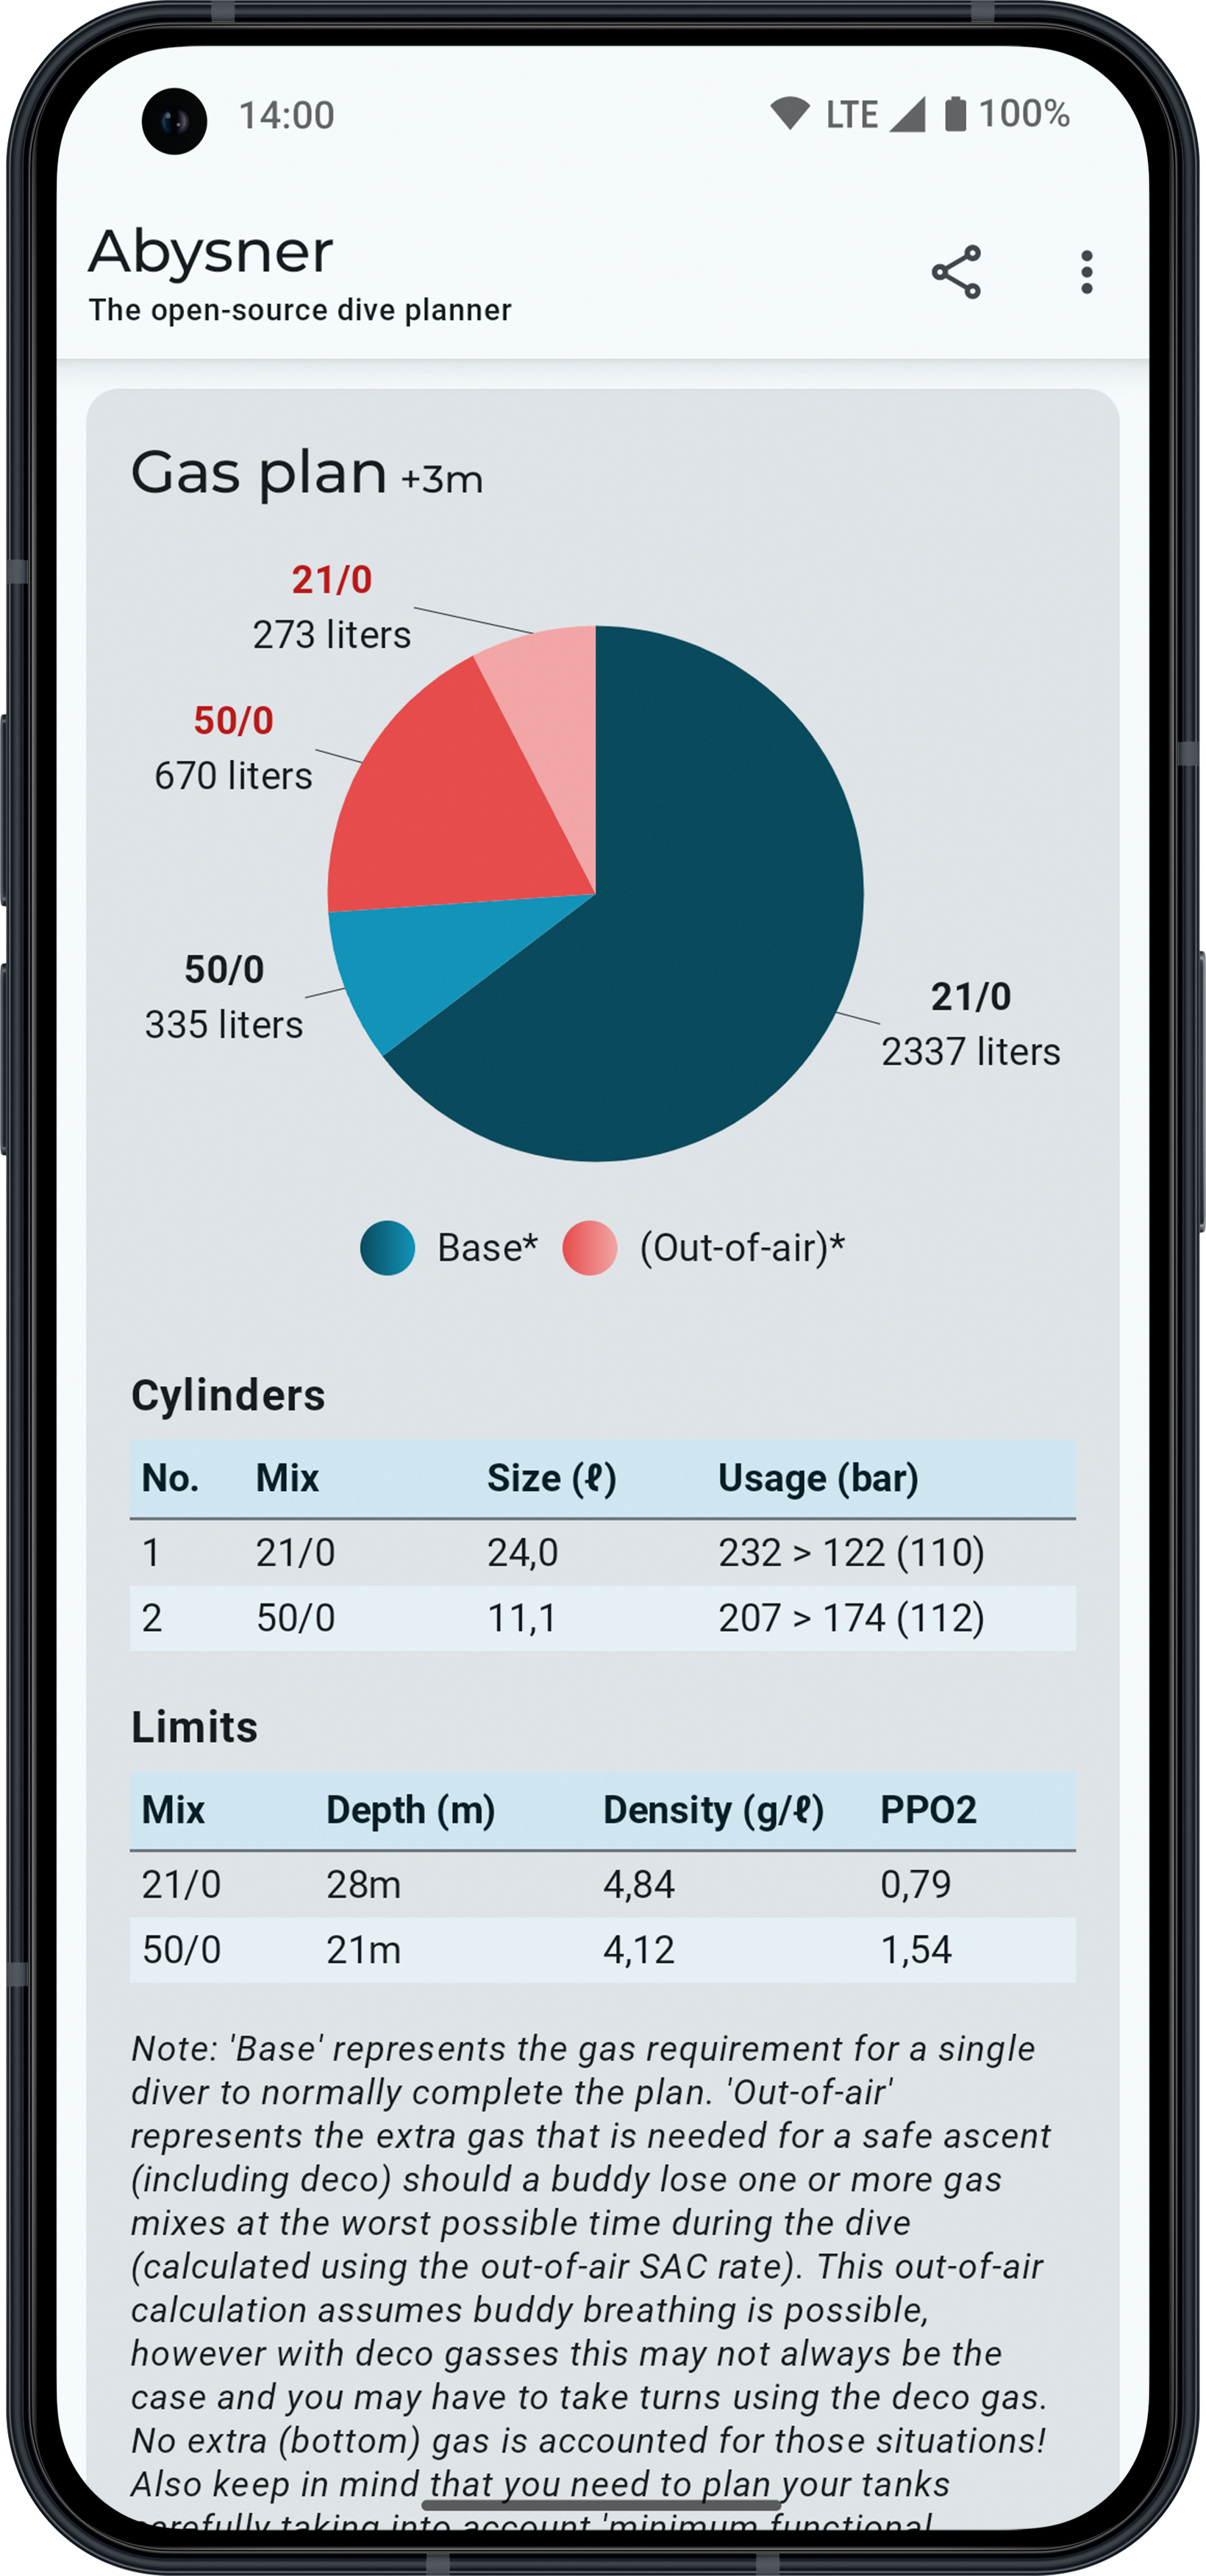 14:00 LTE 100%
Abysner
The open-source dive planner
Gas plan +3m
21/0
273 liters
50/0
670 liters
50/0
335 liters
21/0
2337 liters
Base* (Out-of-air)*
Cylinders
No. Mix Size (ℓ) Usage (bar)
1 21/0 24,0 232 > 122 (110)
2 50/0 11,1 207 > 174 (112)
Limits
Mix Depth (m) Density (g/ℓ) PPO2
21/0 28m 4,84 0,79
50/0 21m 4,12 1,54
Note: 'Base' represents the gas requirement for a single
diver to normally complete the plan. 'Out-of-air'
represents the extra gas that is needed for a safe ascent
(including deco) should a buddy lose one or more gas
mixes at the worst possible time during the dive
(calculated using the out-of-air SAC rate). This out-of-air
calculation assumes buddy breathing is possible,
however with deco gasses this may not always be the
case and you may have to take turns using the deco gas.
No extra (bottom) gas is accounted for those situations!
Also keep in mind that you need to plan your tanks
carefully taking into account 'minimum functional